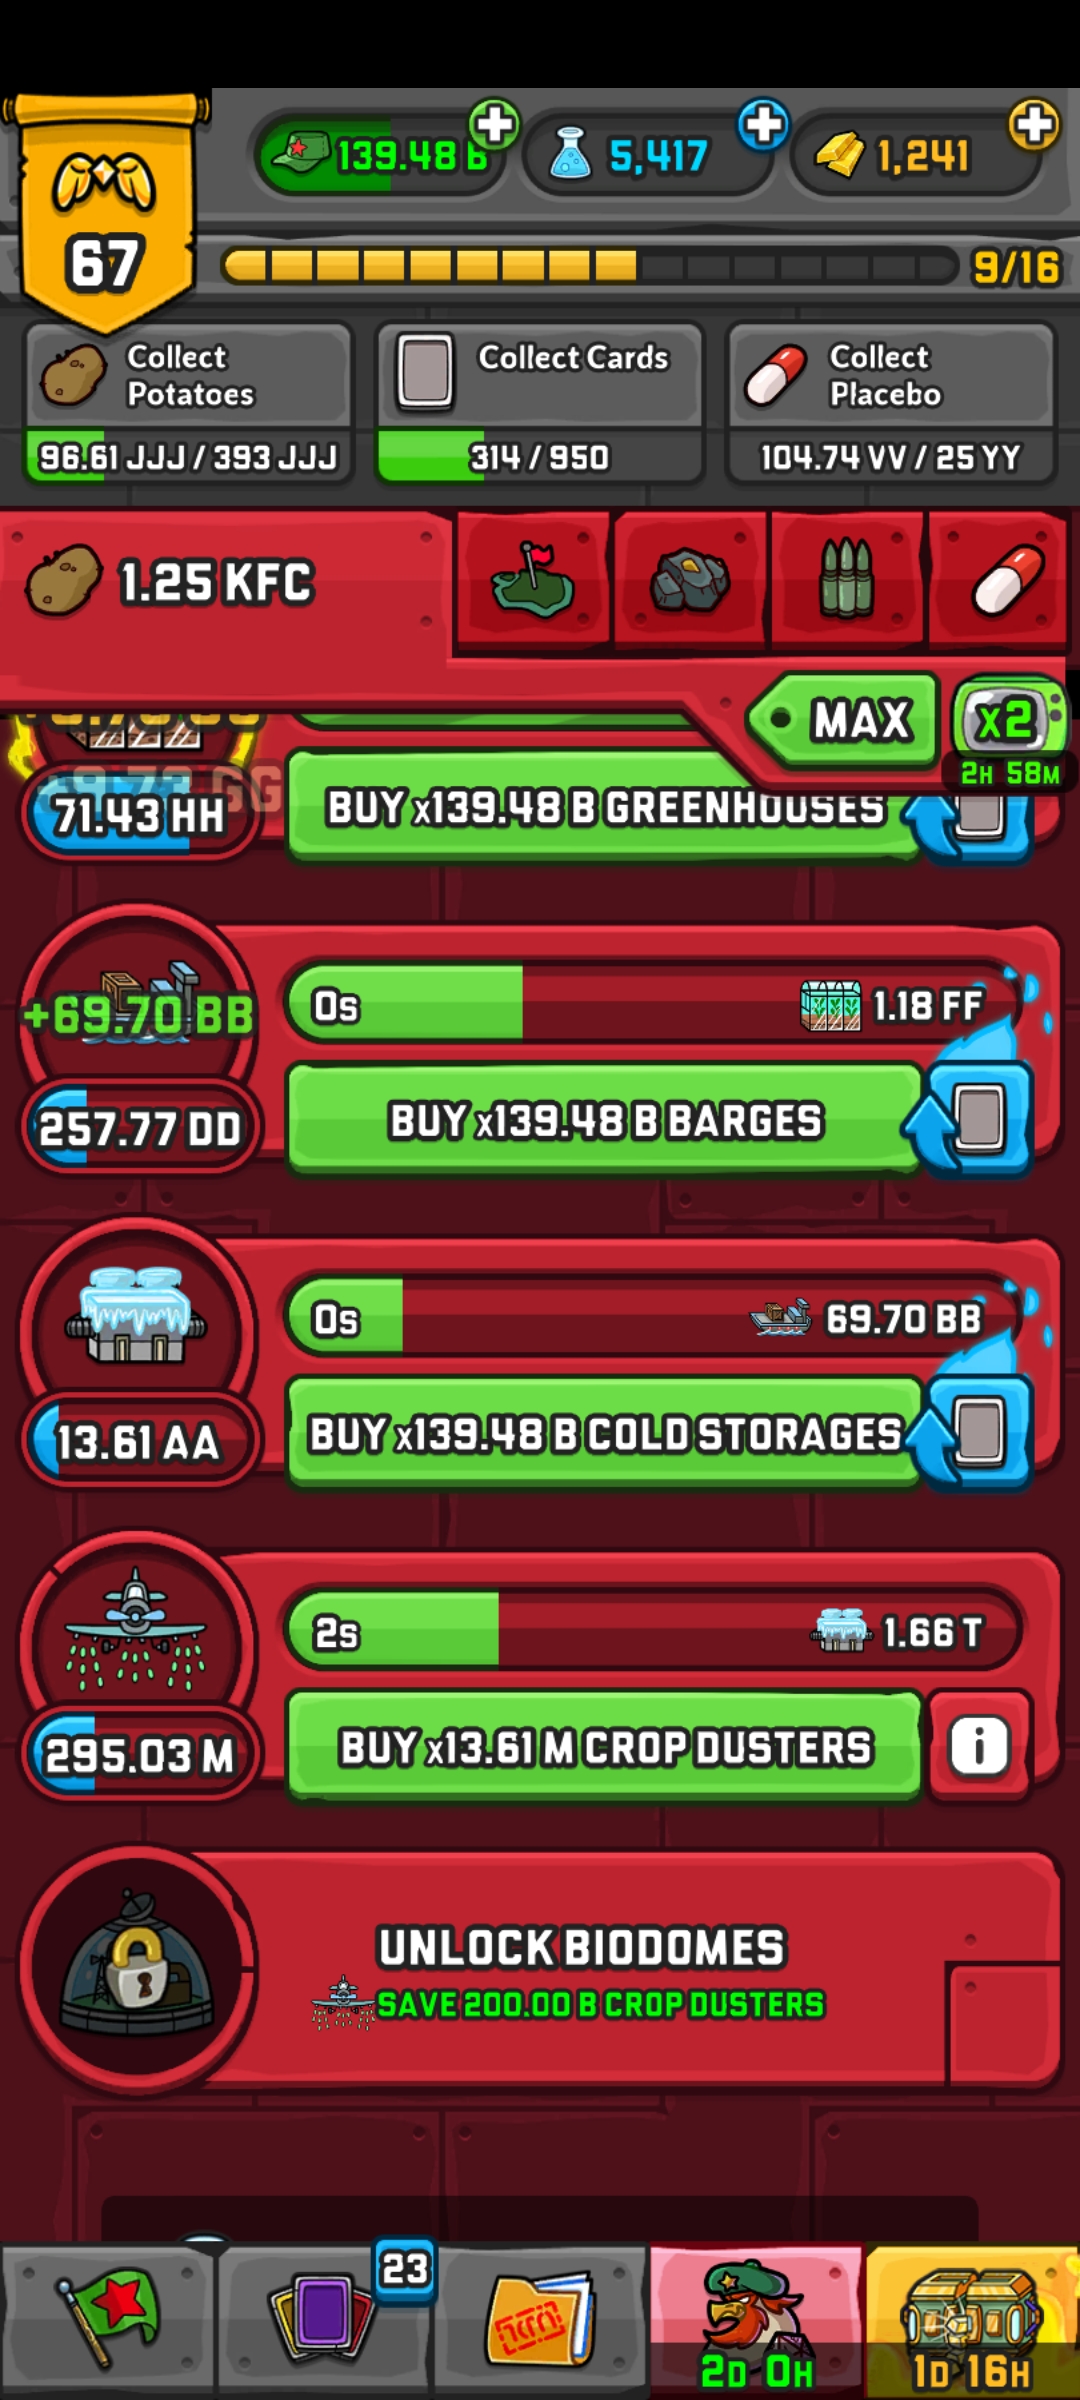 139.48 B
5,417
1,241
67
9/16
Collect
Potatoes
Collect Cards
Collect
Placebo
96.61 JJJ / 393 JJJ
314 / 950
104.74 VV / 25 YY
1.25 KFC
MAX
x2
2H 58M
71.43 HH
BUY x139.48 B GREENHOUSES
+69.70 BB
0s
1.18 FF
257.77 DD
BUY x139.48 B BARGES
0s
69.70 BB
13.61 AA
BUY x139.48 B COLD STORAGES
2s
1.66 T
295.03 M
BUY x13.61 M CROP DUSTERS
i
UNLOCK BIODOMES
SAVE 200.00 B CROP DUSTERS
23
2D 0H
1D 16H